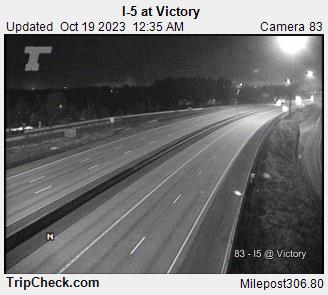 I-5 at Victory
Updated Oct 19 2023 12:35 AM Camera 83
T
N
83 - I5 @ Victory
TripCheck.com Milepost306.80